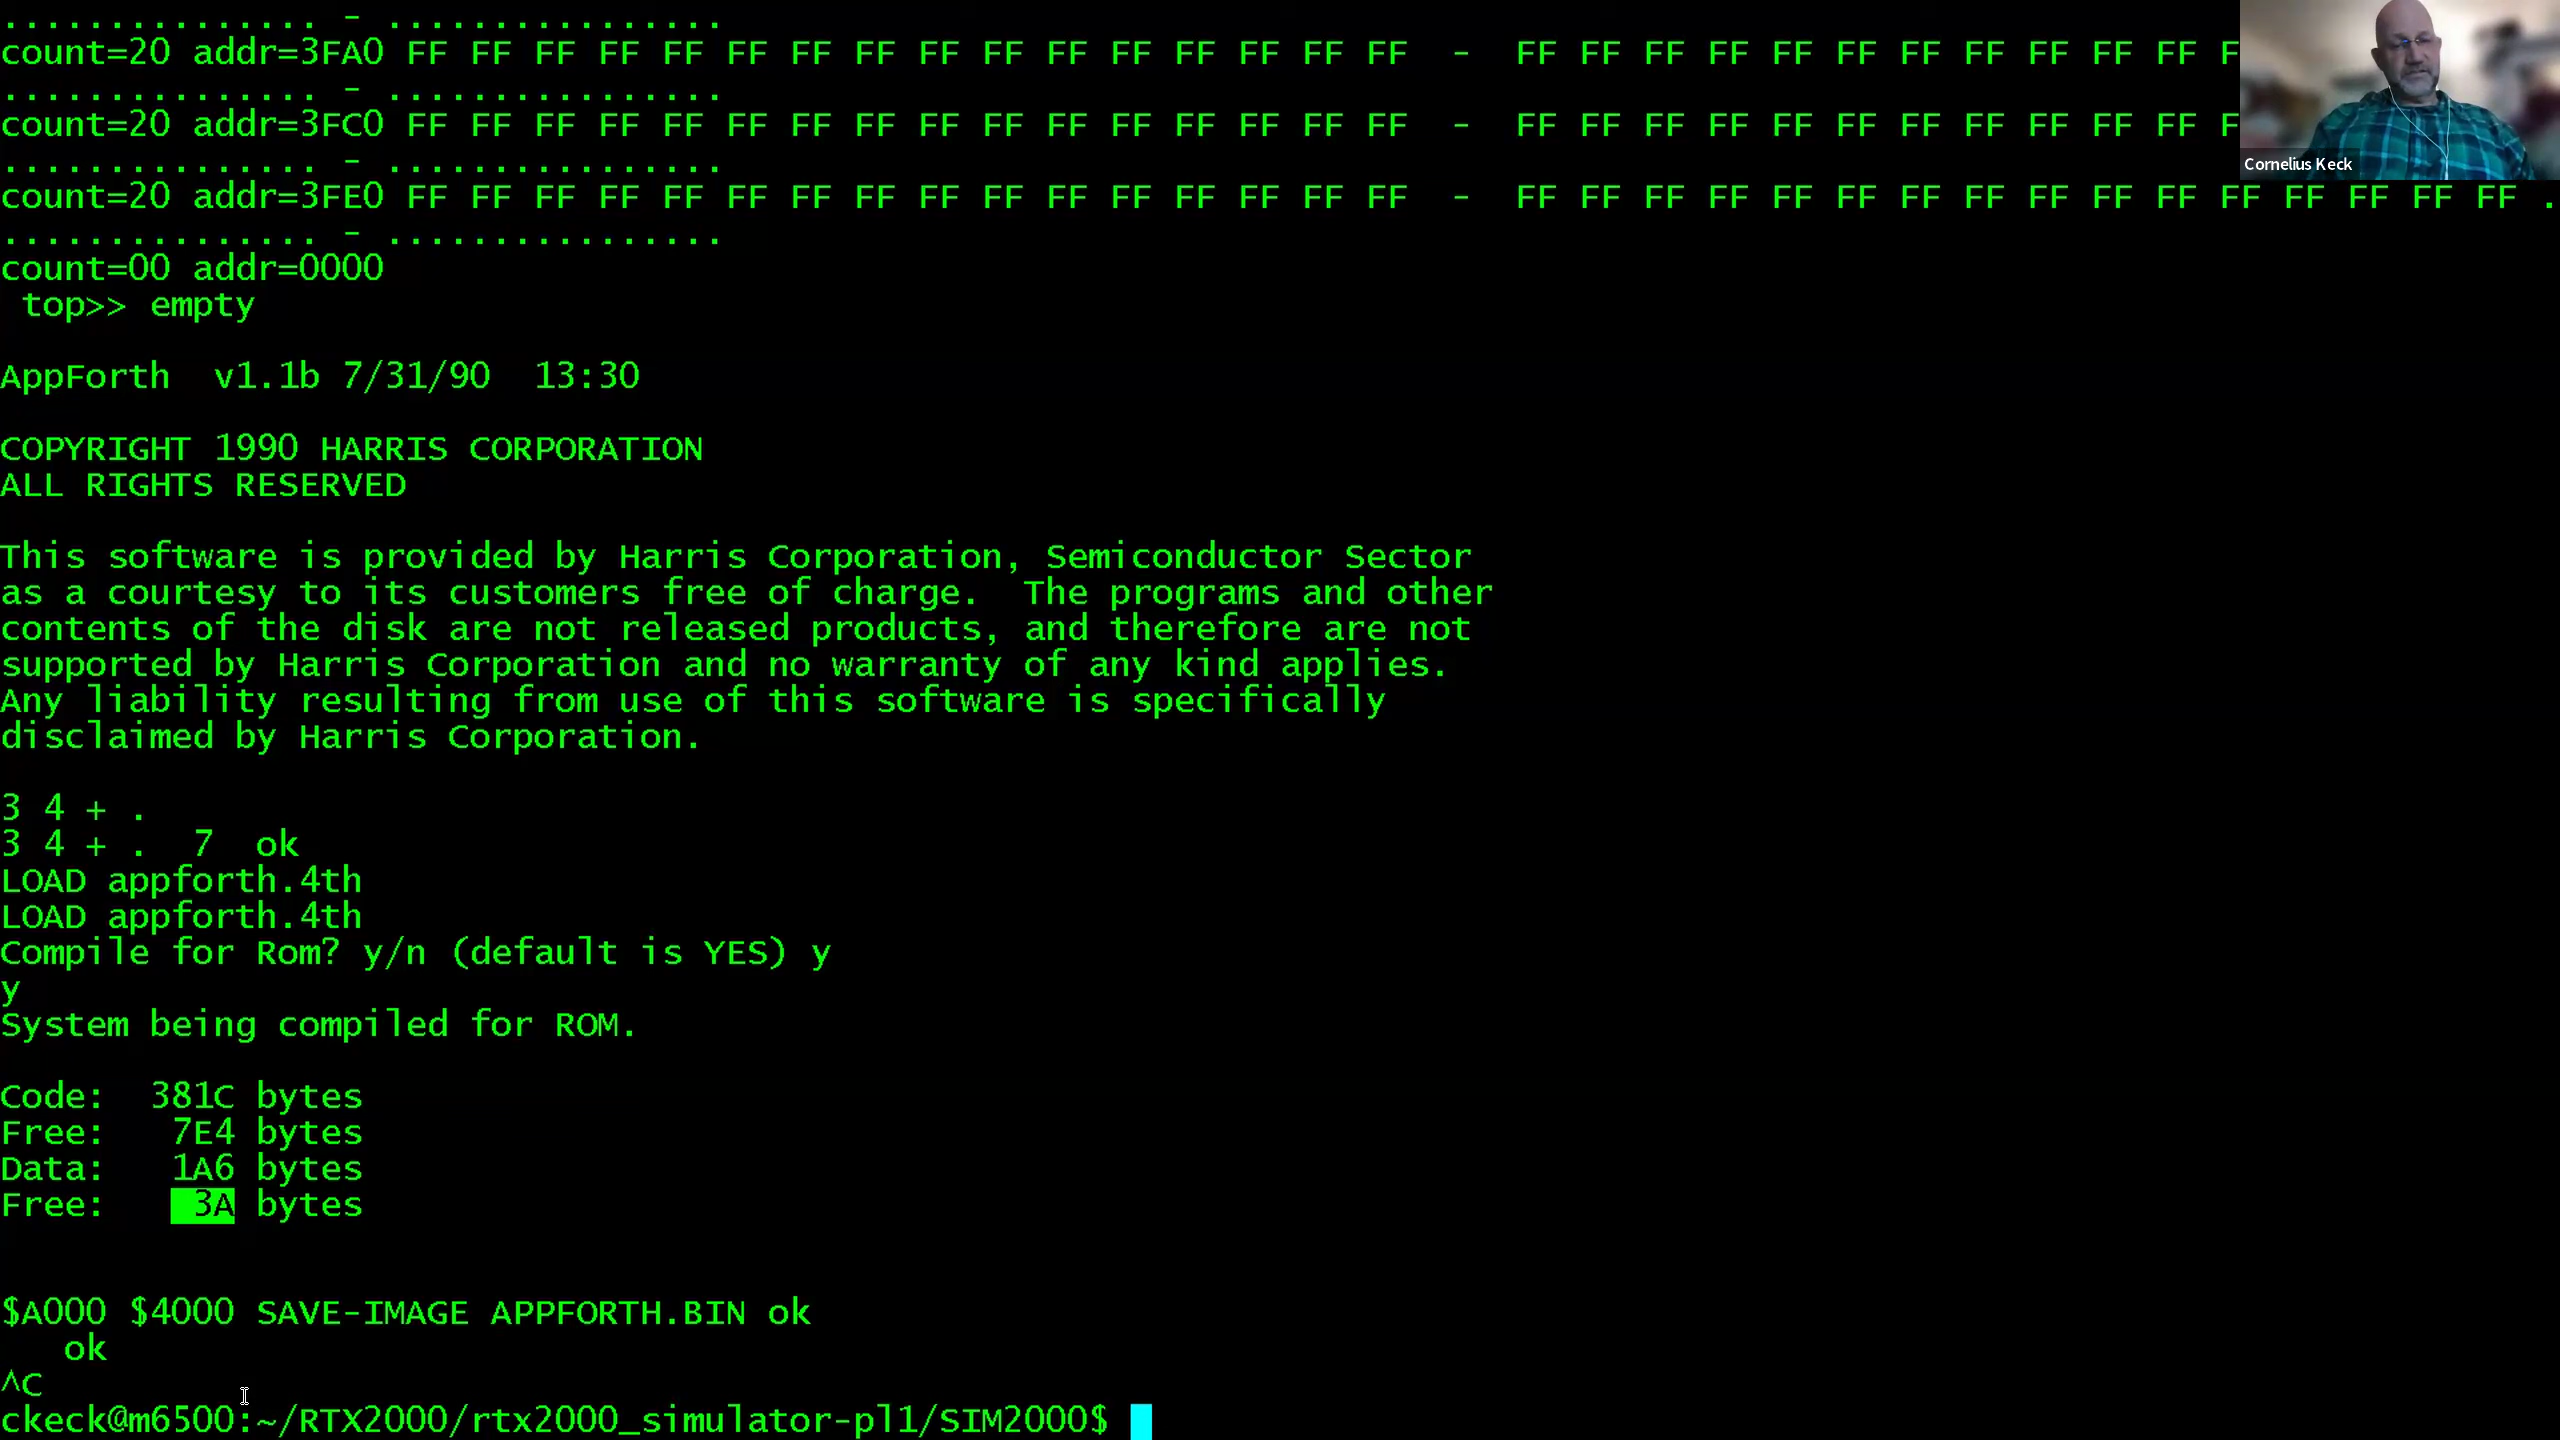 ............... - ................
count=20 addr=3FA0 FF FF FF FF FF FF FF FF FF FF FF FF FF FF FF FF  -  FF FF FF FF FF FF FF FF FF FF FF F
............... - ................
count=20 addr=3FC0 FF FF FF FF FF FF FF FF FF FF FF FF FF FF FF FF  -  FF FF FF FF FF FF FF FF FF FF FF F
............... - ................
Cornelius Keck
count=20 addr=3FE0 FF FF FF FF FF FF FF FF FF FF FF FF FF FF FF FF  -  FF FF FF FF FF FF FF FF FF FF FF FF FF FF FF FF .
............... - ................
count=00 addr=0000
 top>> empty
AppForth  v1.1b 7/31/90  13:30
COPYRIGHT 1990 HARRIS CORPORATION
ALL RIGHTS RESERVED
This software is provided by Harris Corporation, Semiconductor Sector
as a courtesy to its customers free of charge.  The programs and other
contents of the disk are not released products, and therefore are not
supported by Harris Corporation and no warranty of any kind applies.
Any liability resulting from use of this software is specifically
disclaimed by Harris Corporation.
3 4 + .
3 4 + .  7  ok
LOAD appforth.4th
LOAD appforth.4th
Compile for Rom? y/n (default is YES) y
y
System being compiled for ROM.
Code:  381C bytes
Free:   7E4 bytes
Data:   1A6 bytes
Free:    3A bytes
$A000 $4000 SAVE-IMAGE APPFORTH.BIN ok
   ok
^C
ckeck@m6500:~/RTX2000/rtx2000_simulator-pl1/SIM2000$